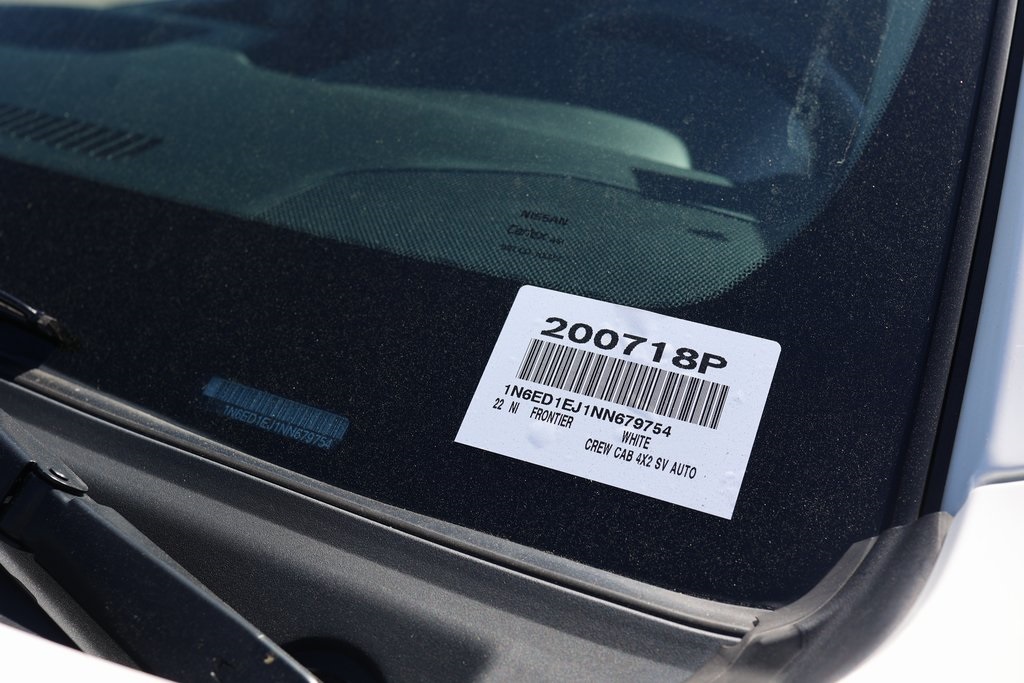 NISSAN
200718P
1N6ED1EJ1NN679754
22 NI FRONTIER WHITE
CREW CAB 4X2 SV AUTO
1N6ED1EJ1NN679754